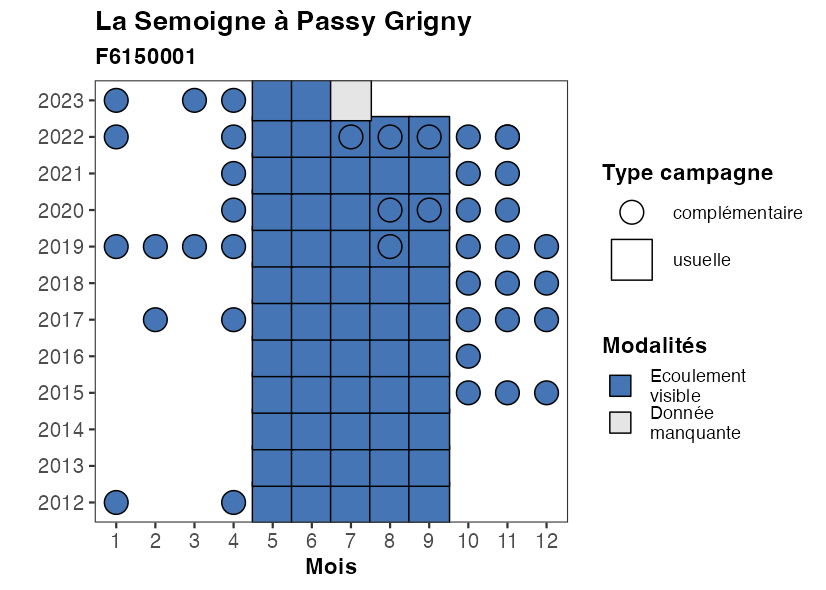 La Semoigne à Passy Grigny
F6150001
2023
2022
2021
2020
2019
2018
2017
2016
2015
2014
2013
2012
1 2 3 4 5 6 7 8 9 10 11 12
Mois
Type campagne
complémentaire
usuelle
Modalités
Ecoulement
visible
Donnée
manquante